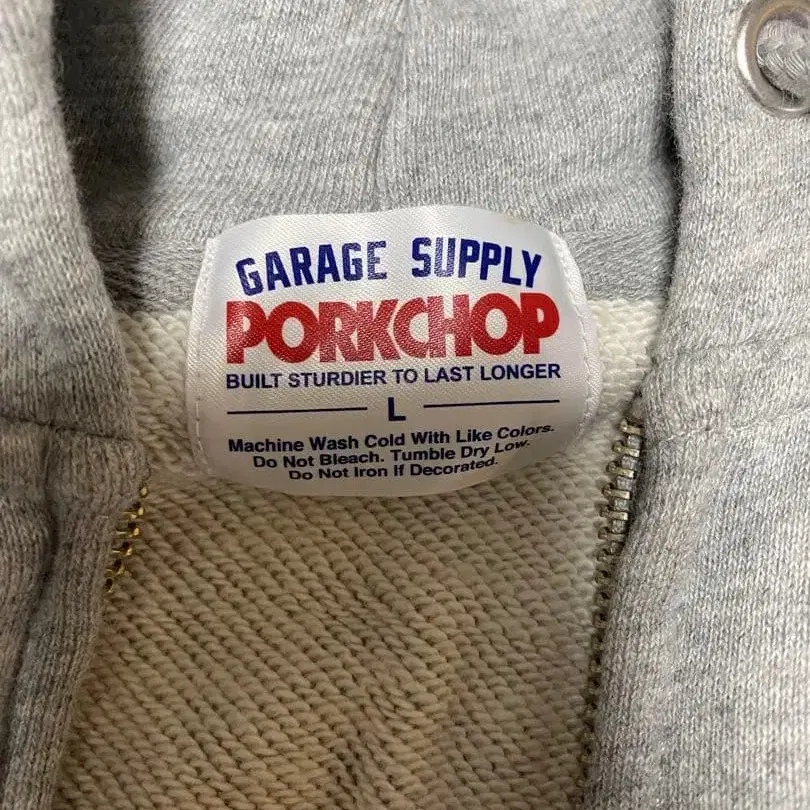 GARAGE SUPPLY
PORKCHOP
BUILT STURDIER TO LAST LONGER
L
Machine Wash Cold With Like Colors.
Do Not Bleach. Tumble Dry Low.
Do Not Iron If Decorated.